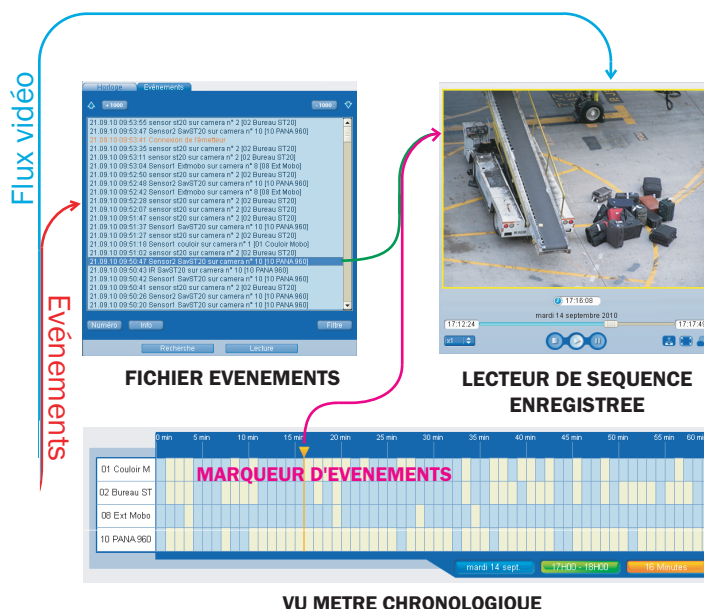 Flux vidéo
Evénements
Horloge
Evénements
+1000
-1000
21.09.10 09:53:55 sensor st20 sur camera n° 2 [02 Bureau ST20]
21.09.10 09:53:47 Sensor2 SavST20 sur camera n° 10 [10 PANA 960]
21.09.10 09:53:41 Connexion de l'émetteur
21.09.10 09:53:35 sensor st20 sur camera n° 2 [02 Bureau ST20]
21.09.10 09:53:11 sensor st20 sur camera n° 2 [02 Bureau ST20]
21.09.10 09:53:04 Sensor1 Extmobo sur camera n° 8 [08 Ext Mobo]
21.09.10 09:52:50 sensor st20 sur camera n° 2 [02 Bureau ST20]
21.09.10 09:52:48 Sensor2 SavST20 sur camera n° 10 [10 PANA 960]
21.09.10 09:52:42 Sensor1 Extmobo sur camera n° 8 [08 Ext Mobo]
21.09.10 09:52:28 sensor st20 sur camera n° 2 [02 Bureau ST20]
21.09.10 09:52:07 sensor st20 sur camera n° 2 [02 Bureau ST20]
21.09.10 09:51:47 sensor st20 sur camera n° 2 [02 Bureau ST20]
21.09.10 09:51:37 Sensor1 SavST20 sur camera n° 10 [10 PANA 960]
21.09.10 09:51:27 sensor st20 sur camera n° 2 [02 Bureau ST20]
21.09.10 09:51:18 Sensor1 couloir sur camera n° 1 [01 Couloir Mobo]
21.09.10 09:51:02 sensor st20 sur camera n° 2 [02 Bureau ST20]
21.09.10 09:50:47 Sensor2 SavST20 sur camera n° 10 [10 PANA 960]
21.09.10 09:50:43 IR SavST20 sur camera n° 10 [10 PANA 960]
21.09.10 09:50:42 Sensor1 SavST20 sur camera n° 10 [10 PANA 960]
21.09.10 09:50:41 sensor st20 sur camera n° 2 [02 Bureau ST20]
21.09.10 09:50:26 Sensor2 SavST20 sur camera n° 10 [10 PANA 960]
21.09.10 09:50:20 Sensor1 SavST20 sur camera n° 10 [10 PANA 960]
Numéro
Info
Filtre
Recherche
Lecture
FICHIER EVENEMENTS
17:16:08
mardi 14 septembre 2010
17:12:24
17:17:49
x1
LECTEUR DE SEQUENCE
ENREGISTREE
0 min 5 min 10 min 15 min 20 min 25 min 30 min 35 min 40 min 45 min 50 min 55 min 60 min
MARQUEUR D'EVENEMENTS
01 Couloir M
02 Bureau ST
08 Ext Mobo
10 PANA 960
mardi 14 sept.
17H00 - 18H00
16 Minutes
VU METRE CHRONOLOGIQUE